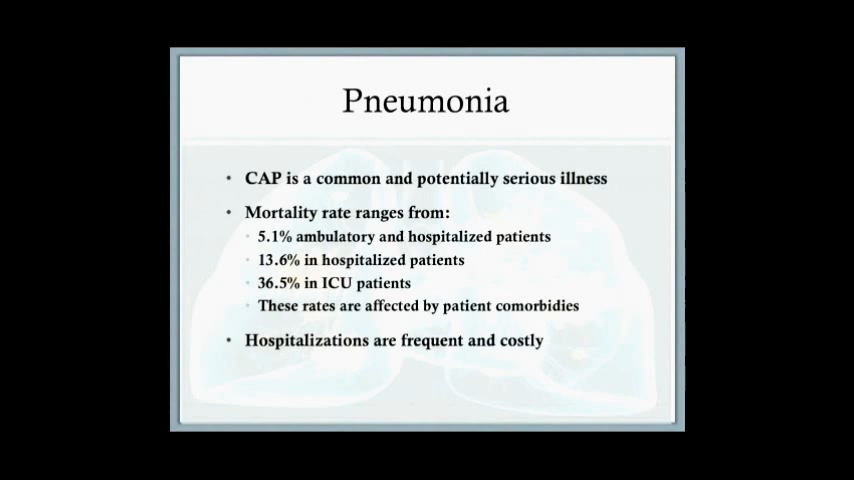 Pneumonia
• CAP is a common and potentially serious illness
• Mortality rate ranges from:
• 5.1% ambulatory and hospitalized patients
• 13.6% in hospitalized patients
• 36.5% in ICU patients
• These rates are affected by patient comorbidies
• Hospitalizations are frequent and costly